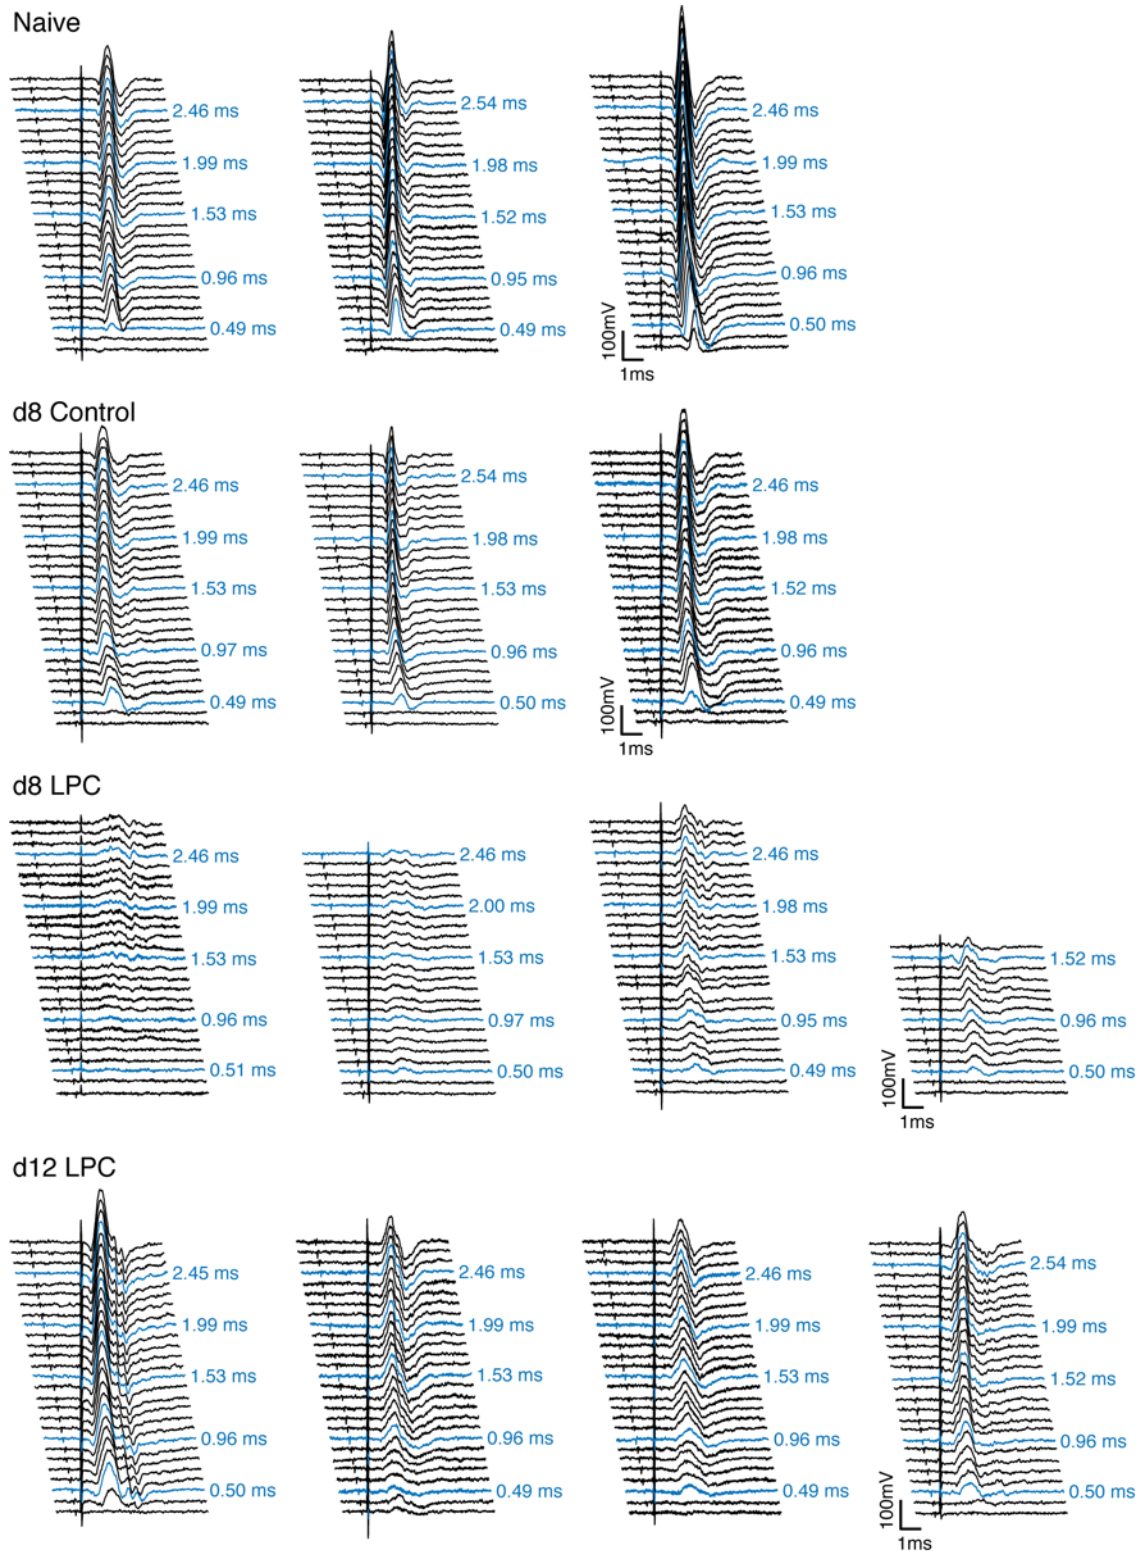 Naive
2.46 ms
1.99 ms
1.53 ms
0.96 ms
0.49 ms
2.54 ms
1.98 ms
1.52 ms
0.95 ms
0.49 ms
2.46 ms
1.99 ms
1.53 ms
0.96 ms
0.50 ms
100mV
1ms
d8 Control
2.46 ms
1.99 ms
1.53 ms
0.97 ms
0.49 ms
2.54 ms
1.98 ms
1.53 ms
0.96 ms
0.50 ms
2.46 ms
1.98 ms
1.52 ms
0.96 ms
0.49 ms
100mV
1ms
d8 LPC
2.46 ms
1.99 ms
1.53 ms
0.96 ms
0.51 ms
2.46 ms
2.00 ms
1.53 ms
0.97 ms
0.50 ms
2.46 ms
1.98 ms
1.53 ms
0.95 ms
0.49 ms
1.52 ms
0.96 ms
0.50 ms
100mV
1ms
d12 LPC
2.45 ms
1.99 ms
1.53 ms
0.96 ms
0.50 ms
2.46 ms
1.99 ms
1.53 ms
0.96 ms
0.49 ms
2.46 ms
1.99 ms
1.53 ms
0.96 ms
0.49 ms
2.54 ms
1.99 ms
1.52 ms
0.96 ms
0.50 ms
100mV
1ms